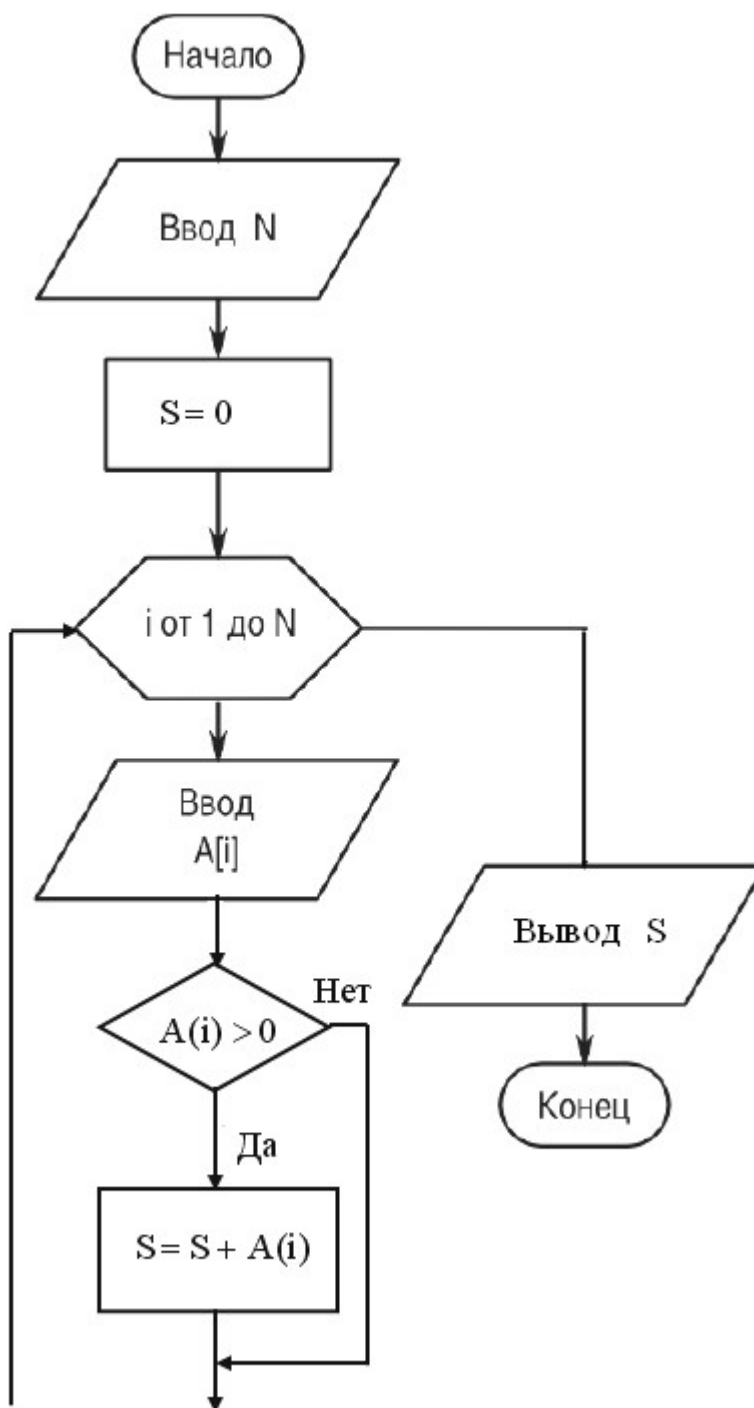 Начало
Ввод N
S = 0
i от 1 до N
Ввод
A[i]
A(i) > 0
Нет
Да
S = S + A(i)
Вывод S
Конец